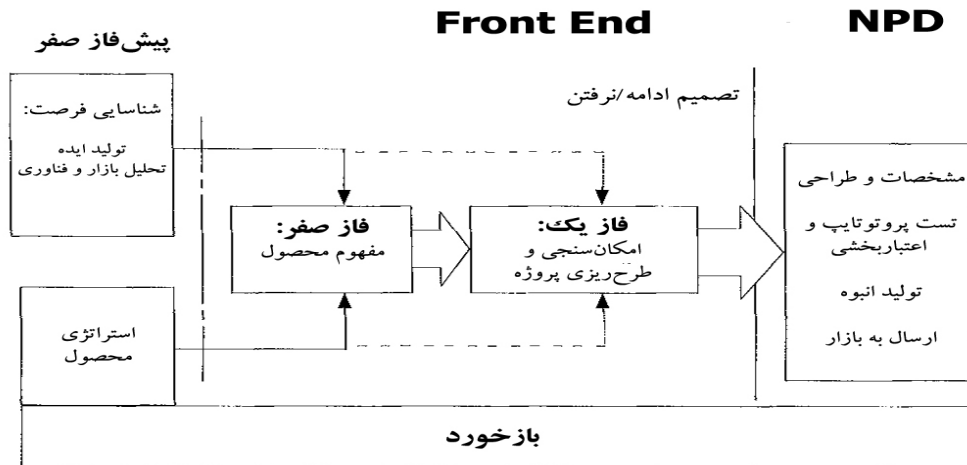 Front End
NPD
پیش‌فاز صفر
شناسایی فرصت:
تولید ایده
تحلیل بازار و فناوری
استراتژی
محصول
فاز صفر:
مفهوم محصول
فاز یک:
امکان‌سنجی و
طرح‌ریزی پروژه
تصمیم ادامه/نرفتن
مشخصات و طراحی
تست پروتوتایپ و
اعتباربخشی
تولید انبوه
ارسال به بازار
بازخورد